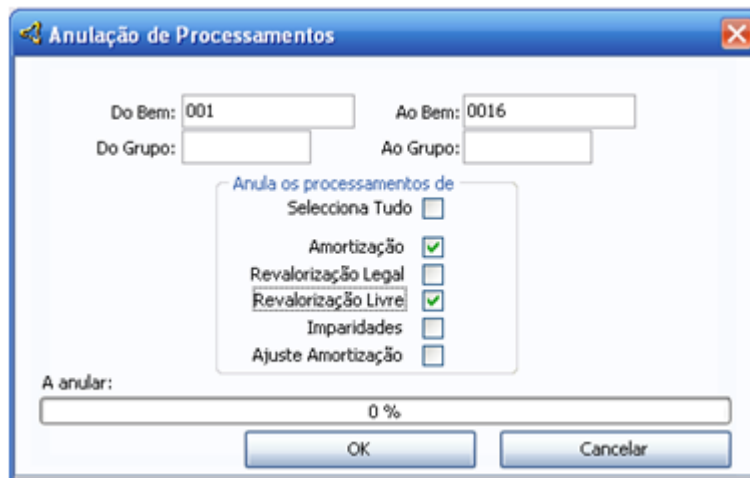 Anulação de Processamentos
Do Bem: 001 Ao Bem: 0016
Do Grupo: Ao Grupo:
Anula os processamentos de
Selecciona Tudo
Amortização
Revalorização Legal
Revalorização Livre
Imparidades
Ajuste Amortização
A anular:
0 %
OK Cancelar